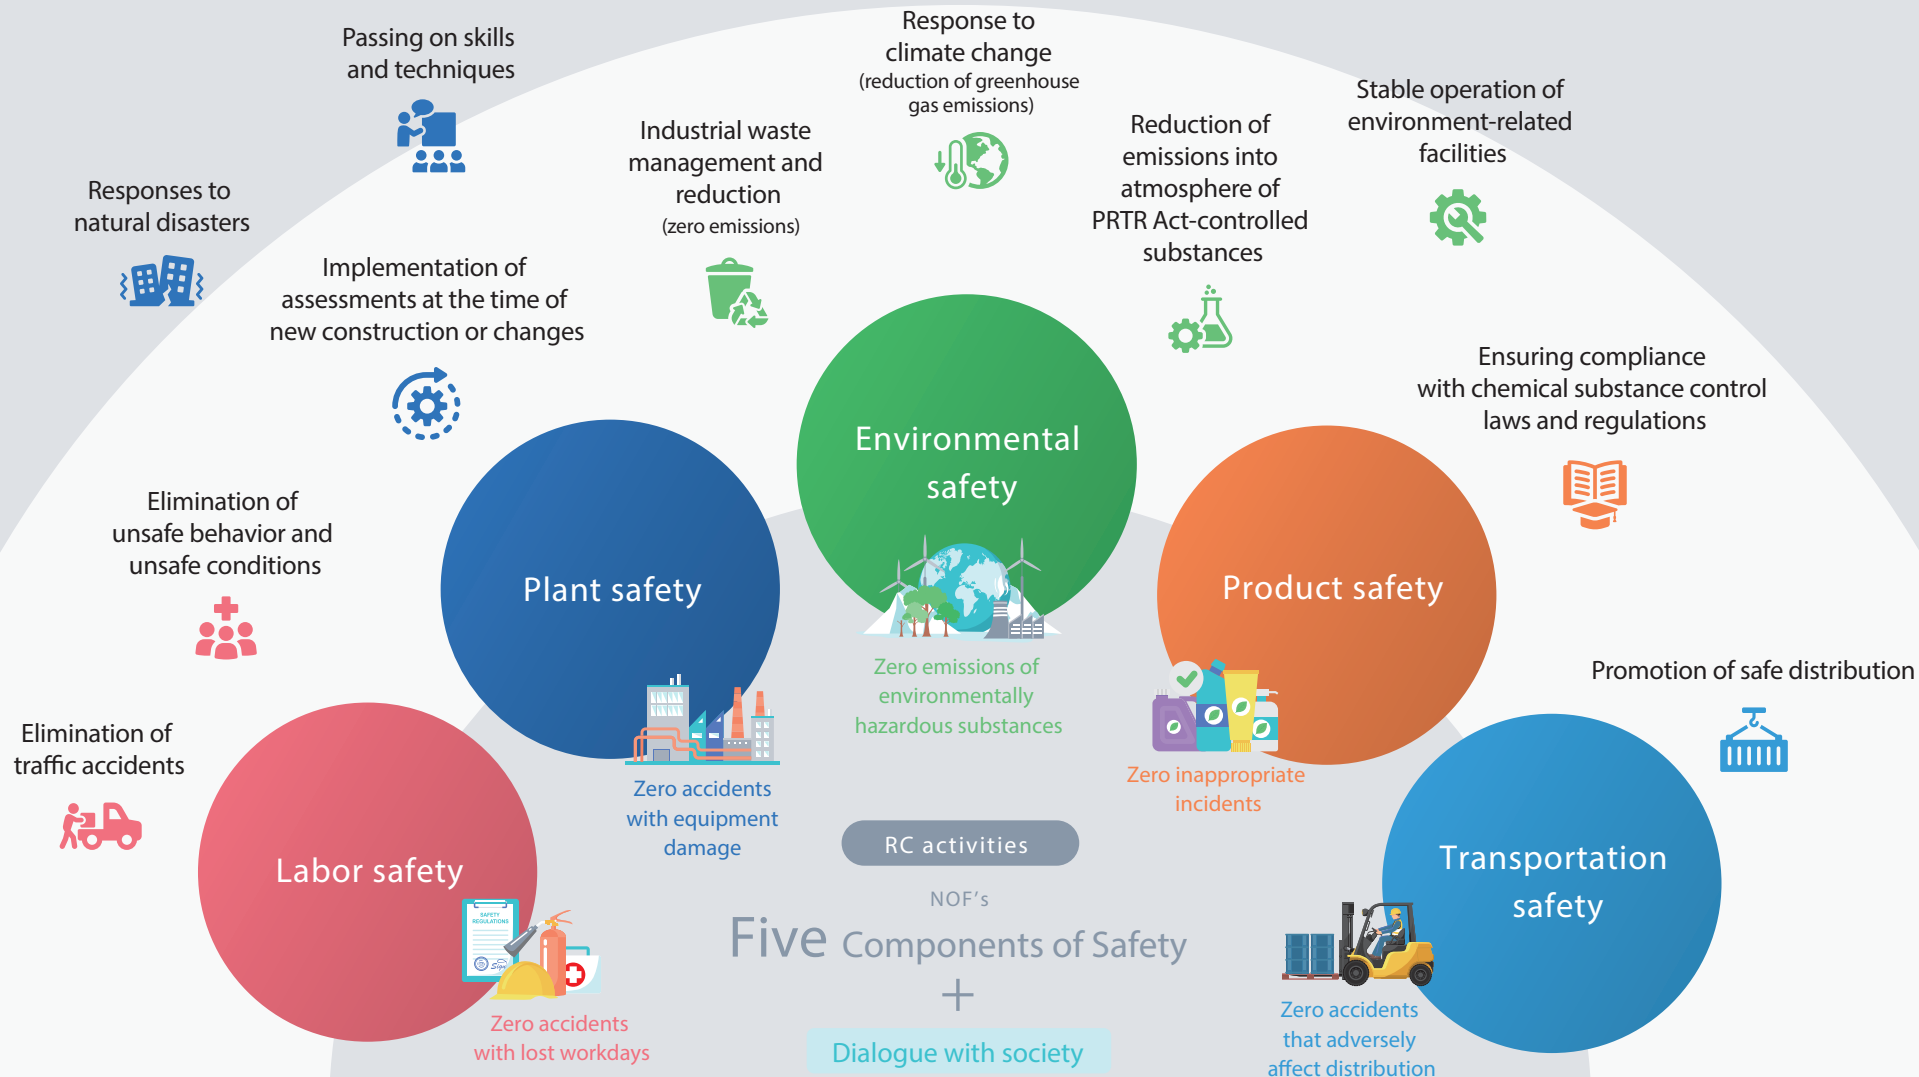 Passing on skills
and techniques
Response to
climate change
(reduction of greenhouse
gas emissions)
Stable operation of
environment-related
facilities
Industrial waste
management and
reduction
(zero emissions)
Reduction of
emissions into
atmosphere of
PRTR Act-controlled
substances
Responses to
natural disasters
Implementation of
assessments at the time of
new construction or changes
Ensuring compliance
with chemical substance control
laws and regulations
Elimination of
unsafe behavior and
unsafe conditions
Environmental
safety
Plant safety
Product safety
Zero emissions of
environmentally
hazardous substances
Promotion of safe distribution
Elimination of
traffic accidents
Zero accidents
with equipment
damage
Zero inappropriate
incidents
Labor safety
Transportation
safety
RC activities
NOF's
Five Components of Safety
+
Dialogue with society
SAFETY
REGULATIONS
Sign
Zero accidents
with lost workdays
Zero accidents
that adversely
affect distribution